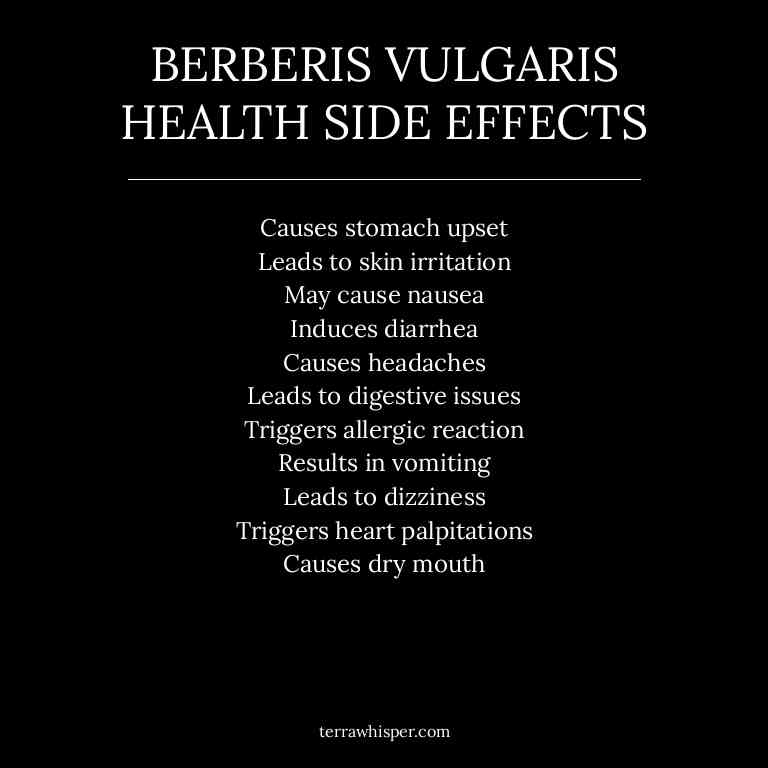 BERBERIS VULGARIS
HEALTH SIDE EFFECTS
Causes stomach upset
Leads to skin irritation
May cause nausea
Induces diarrhea
Causes headaches
Leads to digestive issues
Triggers allergic reaction
Results in vomiting
Leads to dizziness
Triggers heart palpitations
Causes dry mouth
terrawhisper.com